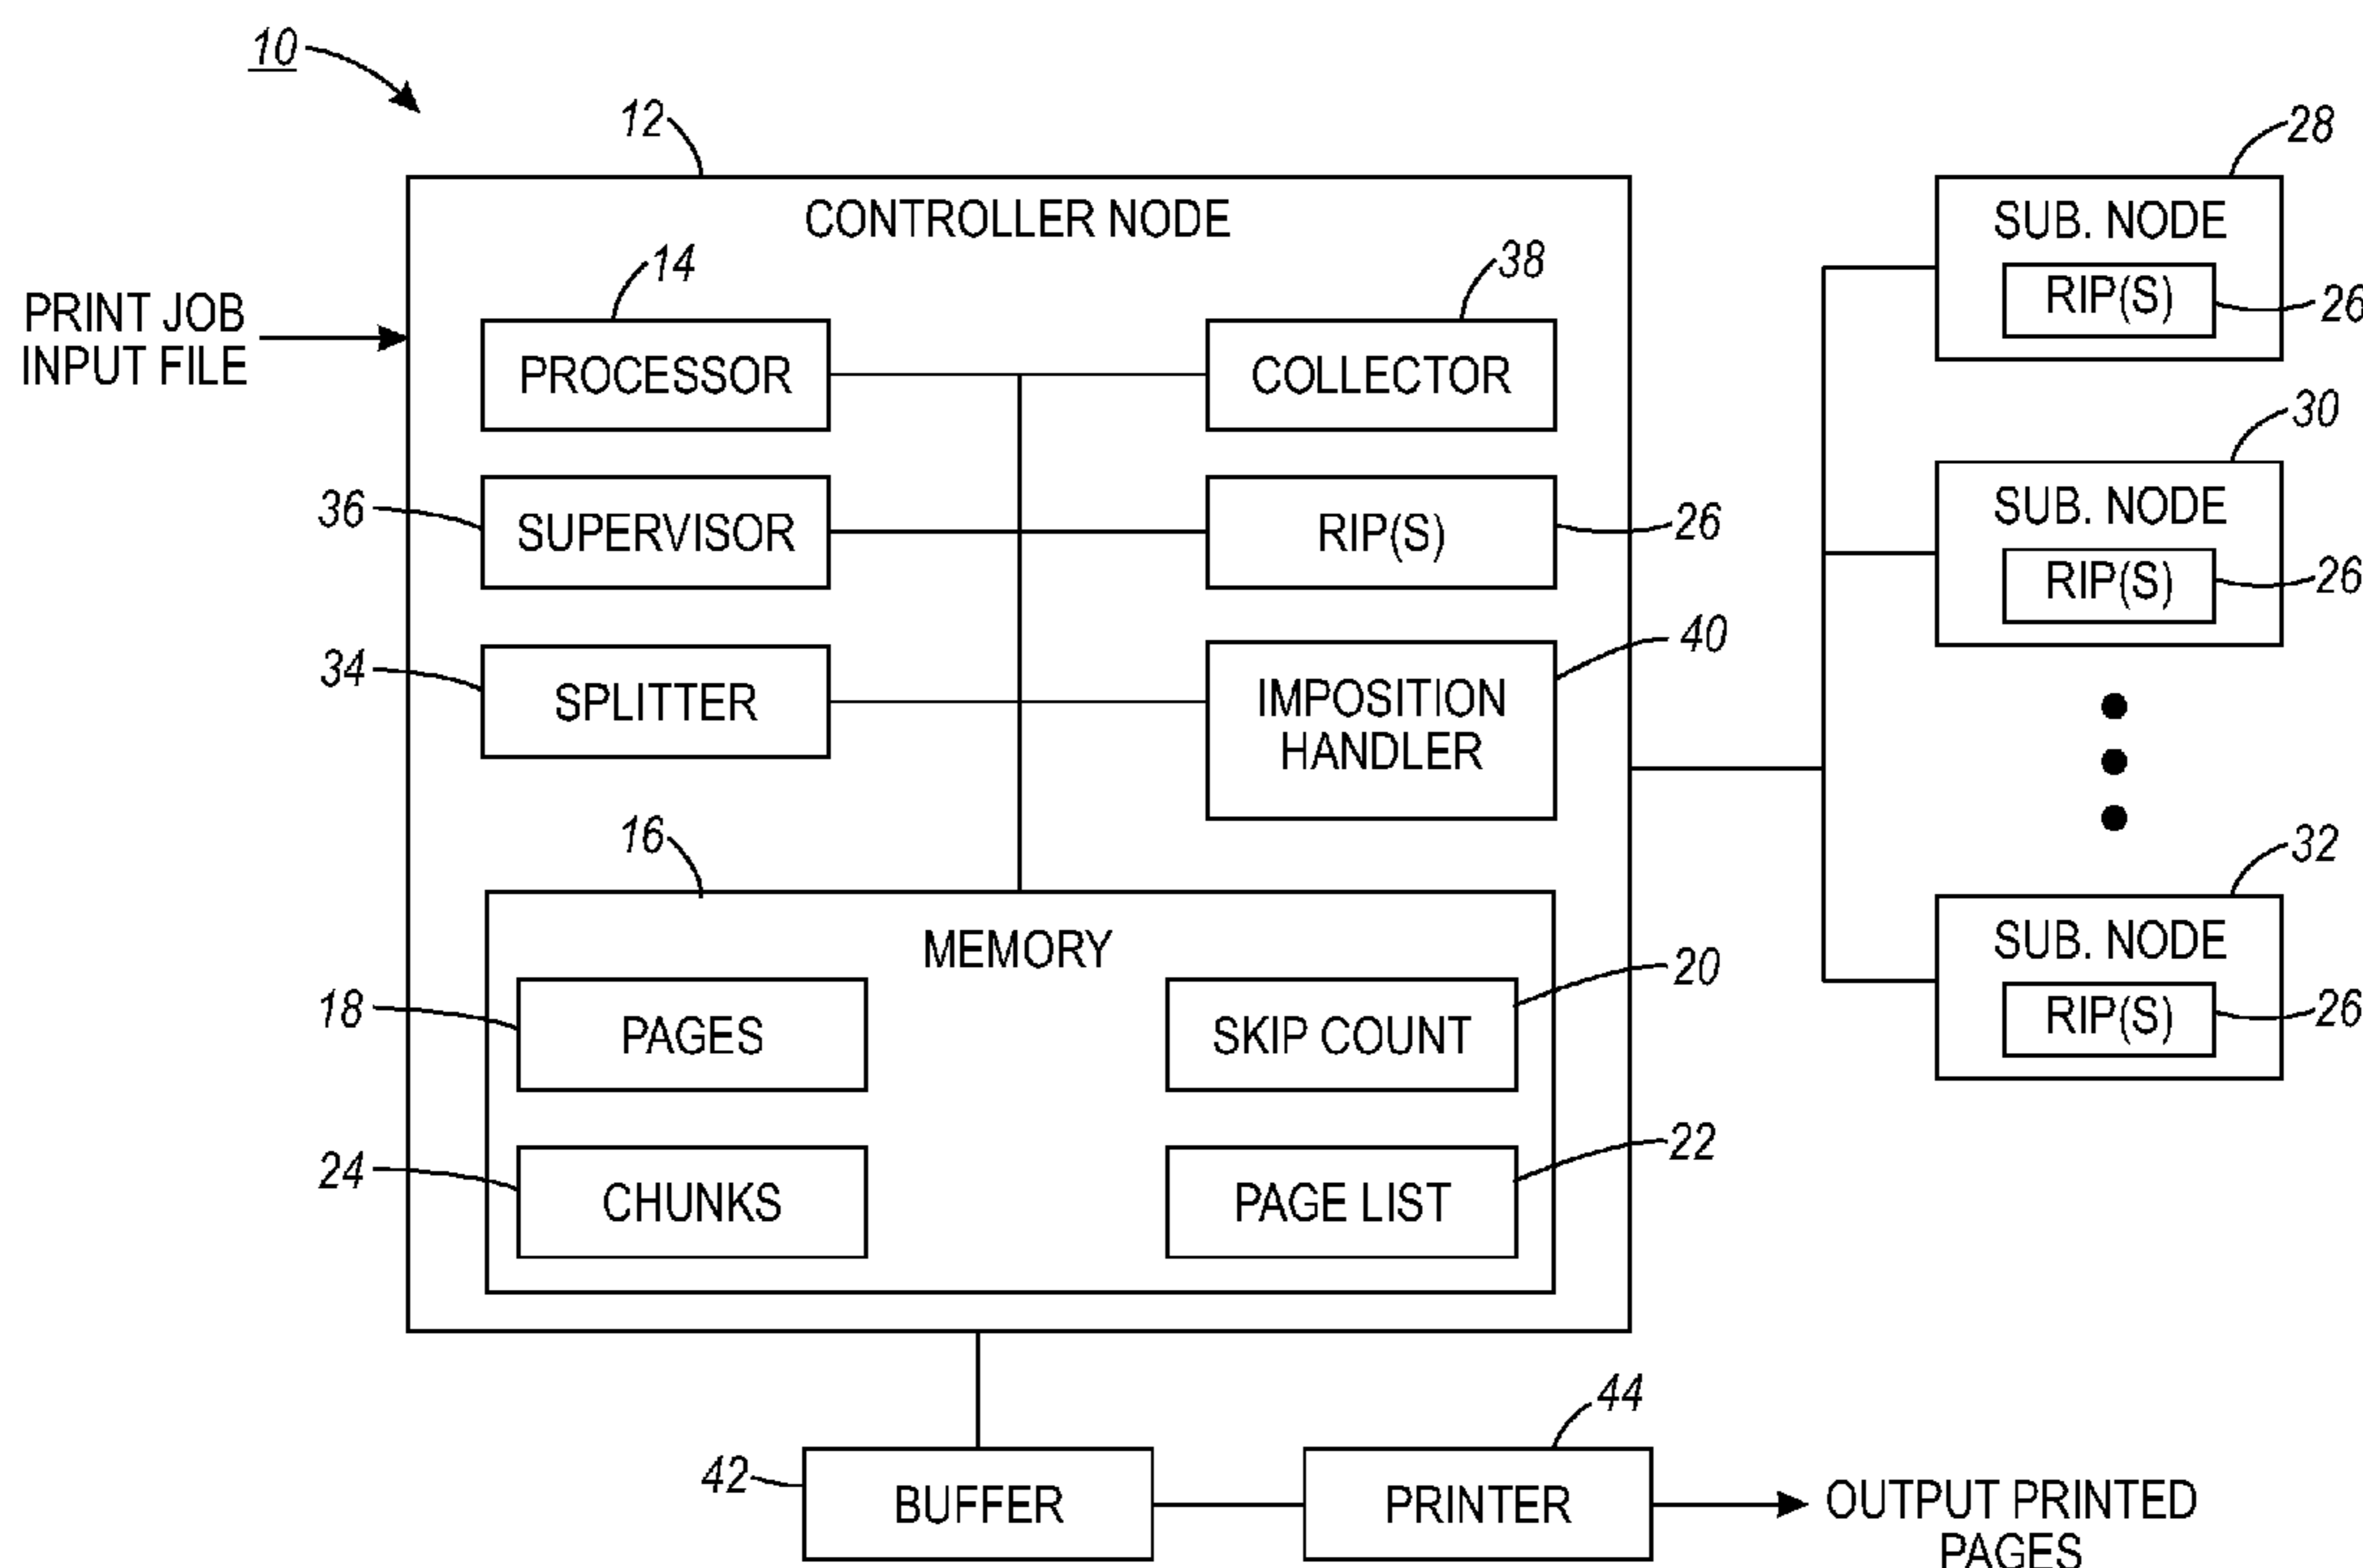 10
12
28
CONTROLLER NODE
SUB. NODE
14
38
RIP(S)
26
PRINT JOB
INPUT FILE
PROCESSOR
COLLECTOR
30
36
SUPERVISOR
RIP(S)
26
SUB. NODE
RIP(S)
26
34
SPLITTER
IMPOSITION
HANDLER
40
16
32
MEMORY
SUB. NODE
18
PAGES
SKIP COUNT
20
RIP(S)
26
24
CHUNKS
PAGE LIST
22
44
42
BUFFER
PRINTER
OUTPUT PRINTED
PAGES